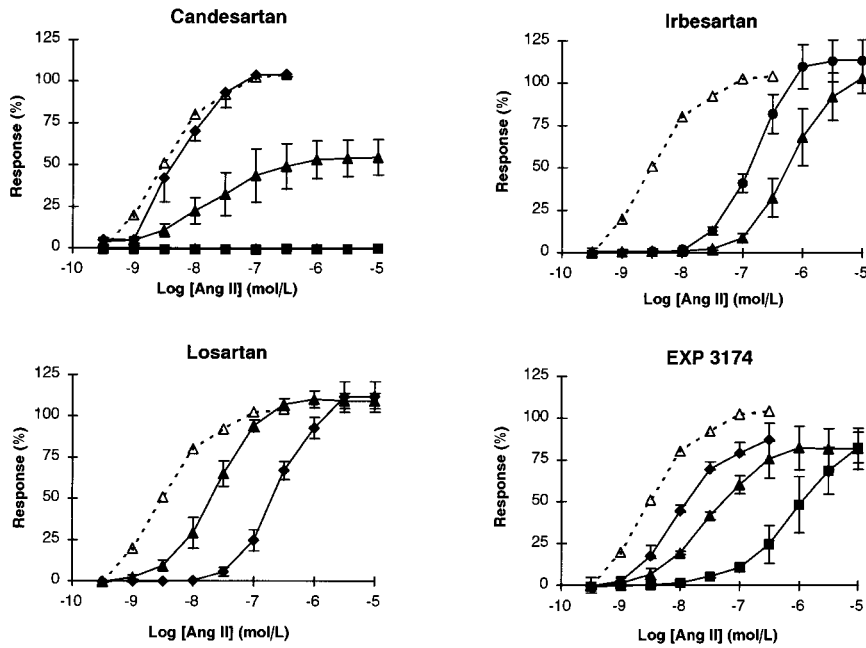 Candesartan
125
100
75
50
25
0
Response (%)
-10 -9 -8 -7 -6 -5
Log [Ang II] (mol/L)
Irbesartan
125
100
75
50
25
0
Response (%)
-10 -9 -8 -7 -6 -5
Log [Ang II] (mol/L)
Losartan
125
100
75
50
25
0
Response (%)
-10 -9 -8 -7 -6 -5
Log [Ang II] (mol/L)
EXP 3174
125
100
75
50
25
0
Response (%)
-10 -9 -8 -7 -6 -5
Log [Ang II] (mol/L)